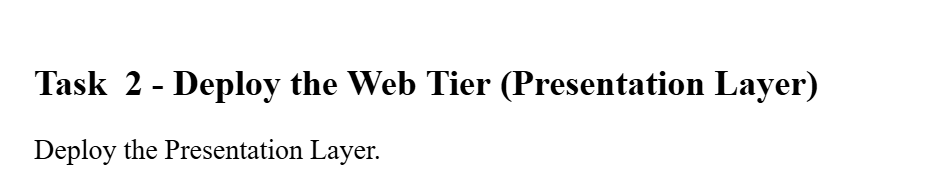 Task  2 - Deploy the Web Tier (Presentation Layer)
Deploy the Presentation Layer.